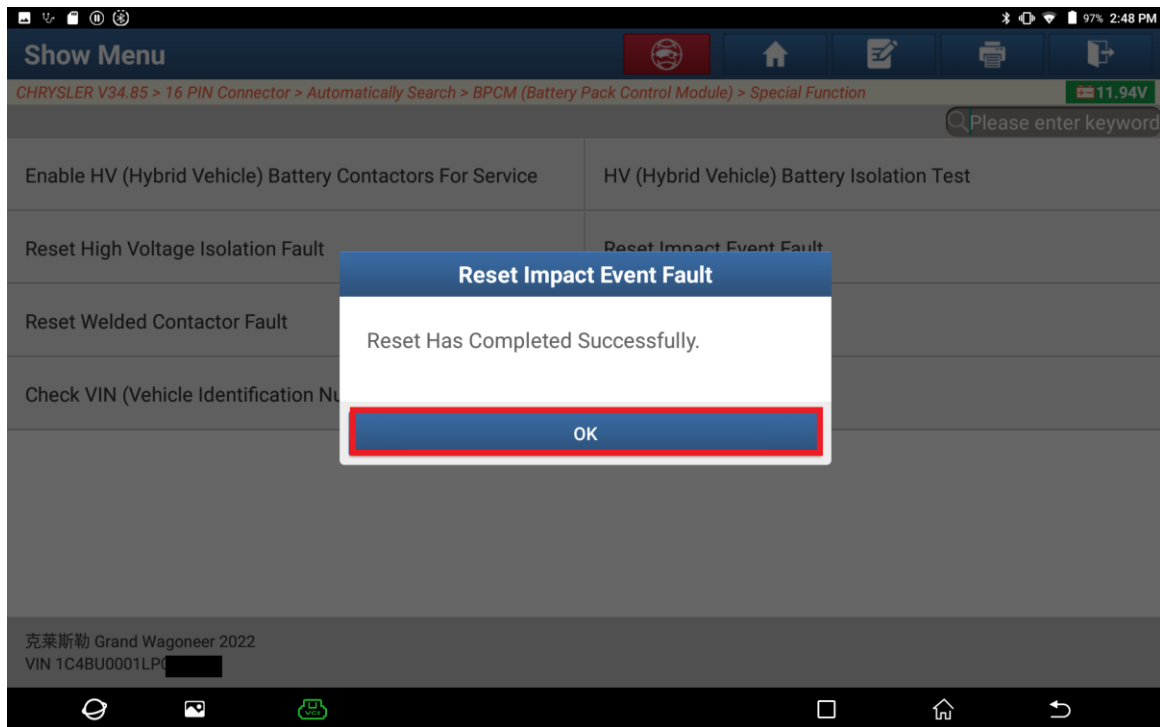 97% 2:48 PM
Show Menu
CHRYSLER V34.85 > 16 PIN Connector > Automatically Search > BPCM (Battery Pack Control Module) > Special Function
11.94V
Please enter keyword
Enable HV (Hybrid Vehicle) Battery Contactors For Service
HV (Hybrid Vehicle) Battery Isolation Test
Reset High Voltage Isolation Fault
Reset Impact Event Fault
Reset Impact Event Fault
Reset Welded Contactor Fault
Reset Has Completed Successfully.
Check VIN (Vehicle Identification Nu
OK
克莱斯勒 Grand Wagoneer 2022
VIN 1C4BU0001LP0
VCI